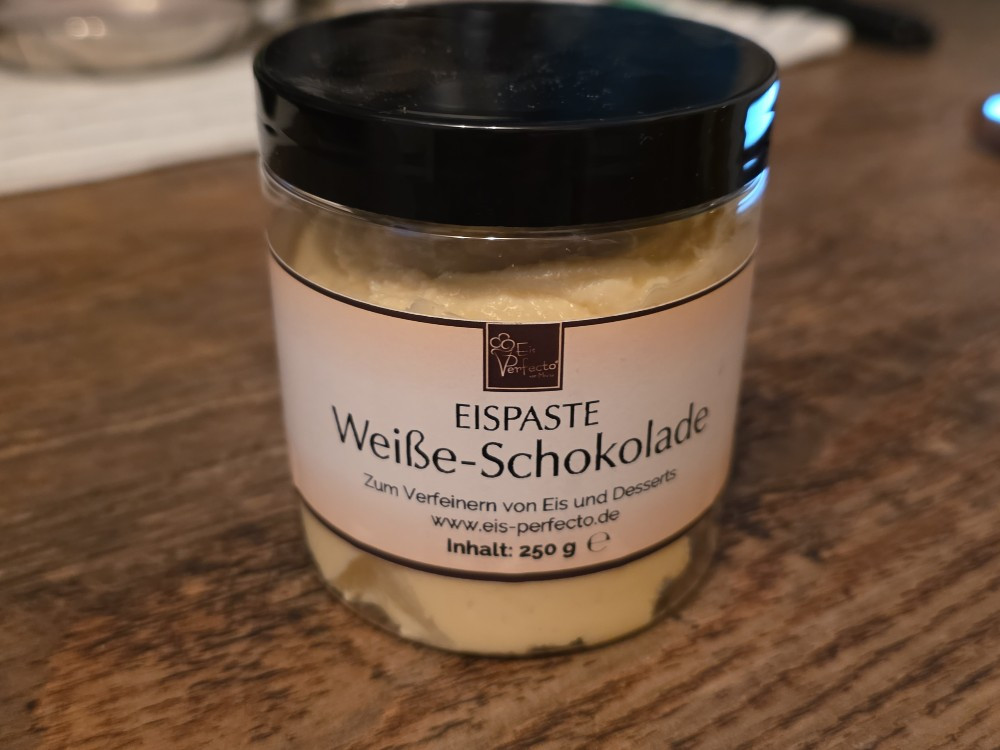 Eis
Perfecto
EISPASTE
Weiße-Schokolade
Zum Verfeinern von Eis und Desserts
www.eis-perfecto.de
Inhalt: 250 g ℮